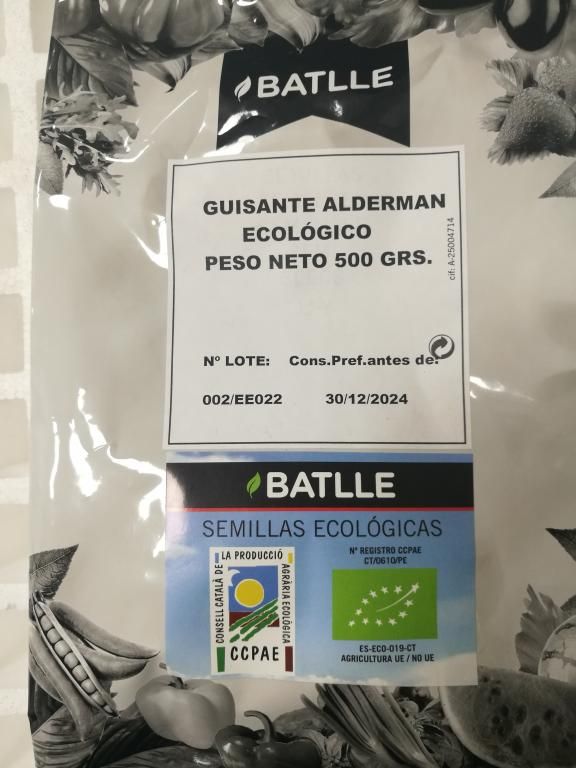 BATLLE
GUISANTE ALDERMAN
ECOLÓGICO
PESO NETO 500 GRS.
cif: A-25004714
Nº LOTE: Cons.Pref.antes de:
002/EE022 30/12/2024
BATLLE
SEMILLAS ECOLÓGICAS
CONSELL CATALÀ DE
LA PRODUCCIÓ
AGRÀRIA ECOLÒGICA
CCPAE
Nº REGISTRO CCPAE
CT/0610/PE
ES-ECO-019-CT
AGRICULTURA UE / NO UE